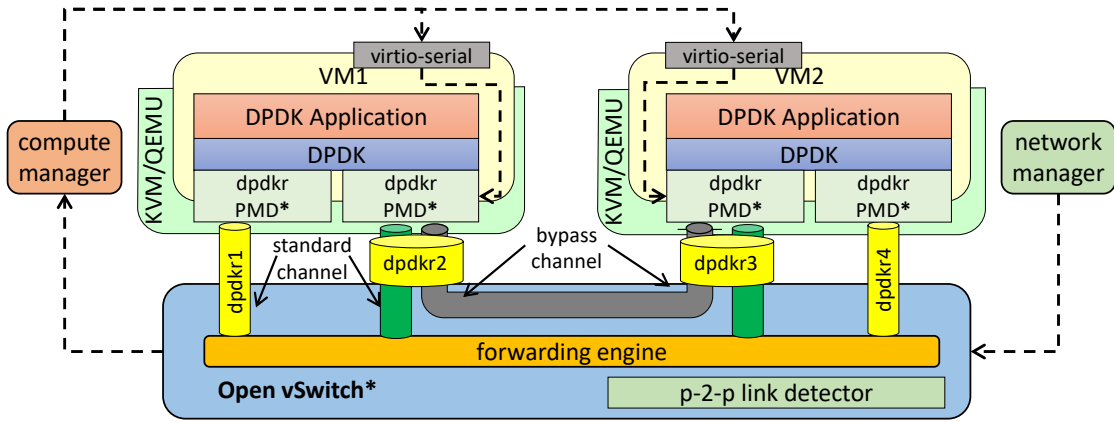 virtio-serial
virtio-serial
VM1
VM2
KVM/QEMU
DPDK Application
DPDK
dpdkr
PMD*
dpdkr
PMD*
KVM/QEMU
DPDK Application
DPDK
dpdkr
PMD*
dpdkr
PMD*
compute
manager
network
manager
dpdkr1
standard
channel
dpdkr2
bypass
channel
dpdkr3
dpdkr4
forwarding engine
Open vSwitch*
p-2-p link detector